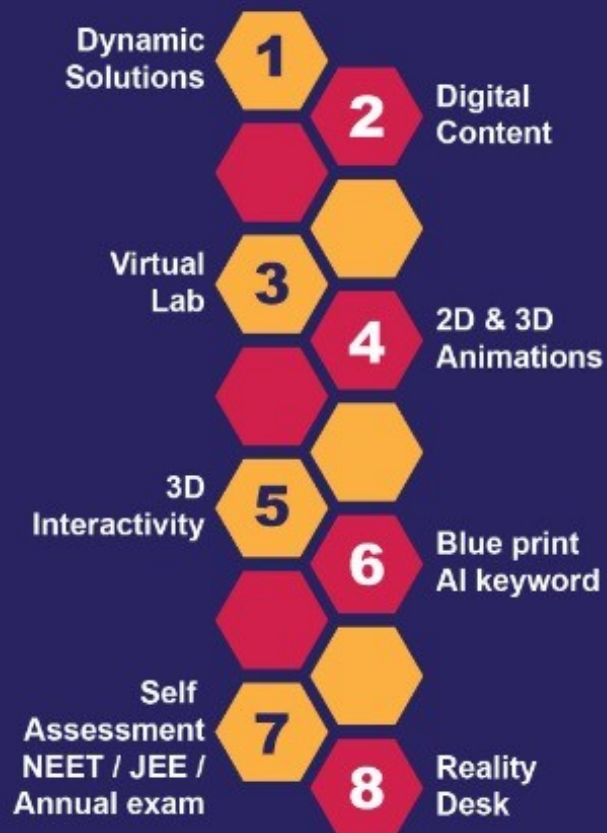 Dynamic
Solutions
1
2
Digital
Content
Virtual
Lab
3
4
2D & 3D
Animations
3D
Interactivity
5
6
Blue print
AI keyword
Self
Assessment
NEET / JEE /
Annual exam
7
8
Reality
Desk